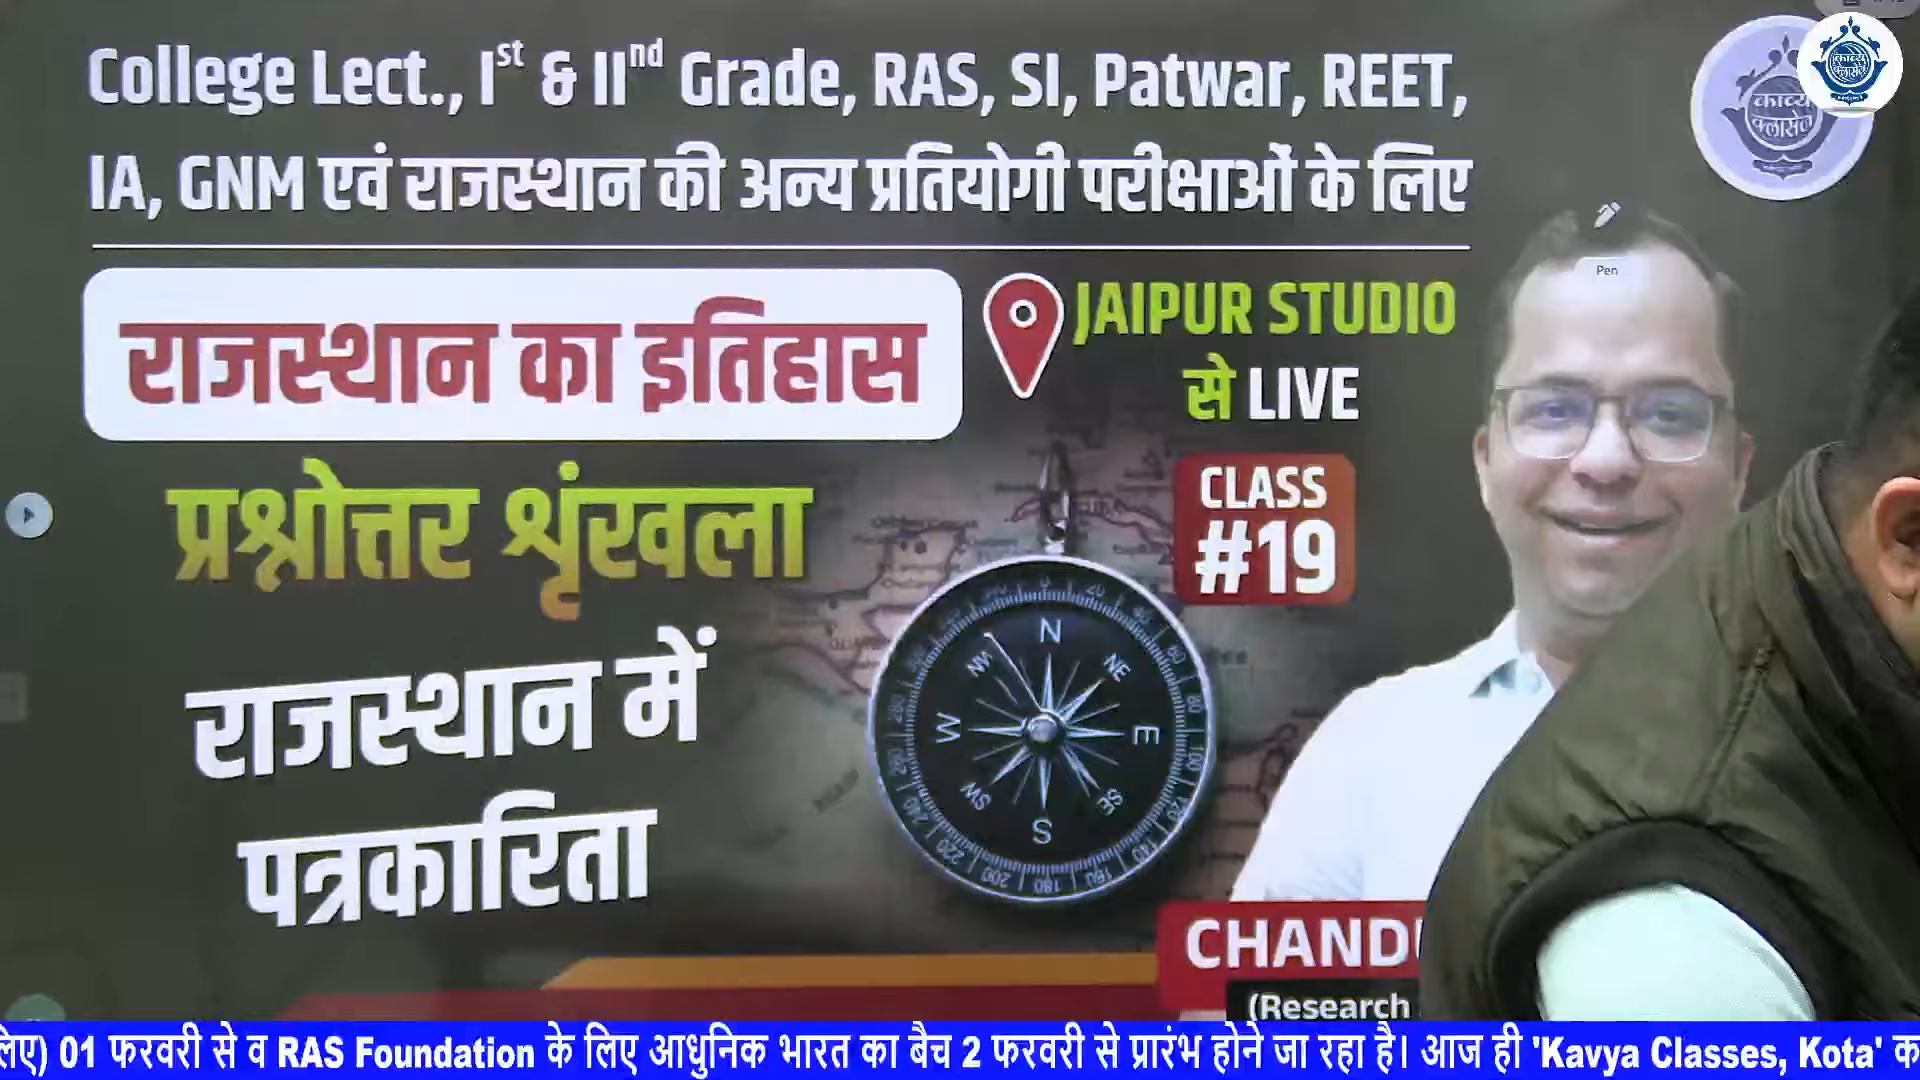 College Lect., Iˢᵗ & IIⁿᵈ Grade, RAS, SI, Patwar, REET,
IA, GNM एवं राजस्थान की अन्य प्रतियोगी परीक्षाओं के लिए
राजस्थान का इतिहास
JAIPUR STUDIO
से LIVE
काव्य
क्लासेस
Pen
प्रश्नोत्तर श्रृंखला
CLASS
#19
राजस्थान में
पत्रकारिता
N
NE
E
SE
S
SW
W
NW
CHAND
(Research
लिए) 01 फरवरी से व RAS Foundation के लिए आधुनिक भारत का बैच 2 फरवरी से प्रारंभ होने जा रहा है। आज ही 'Kavya Classes, Kota' क